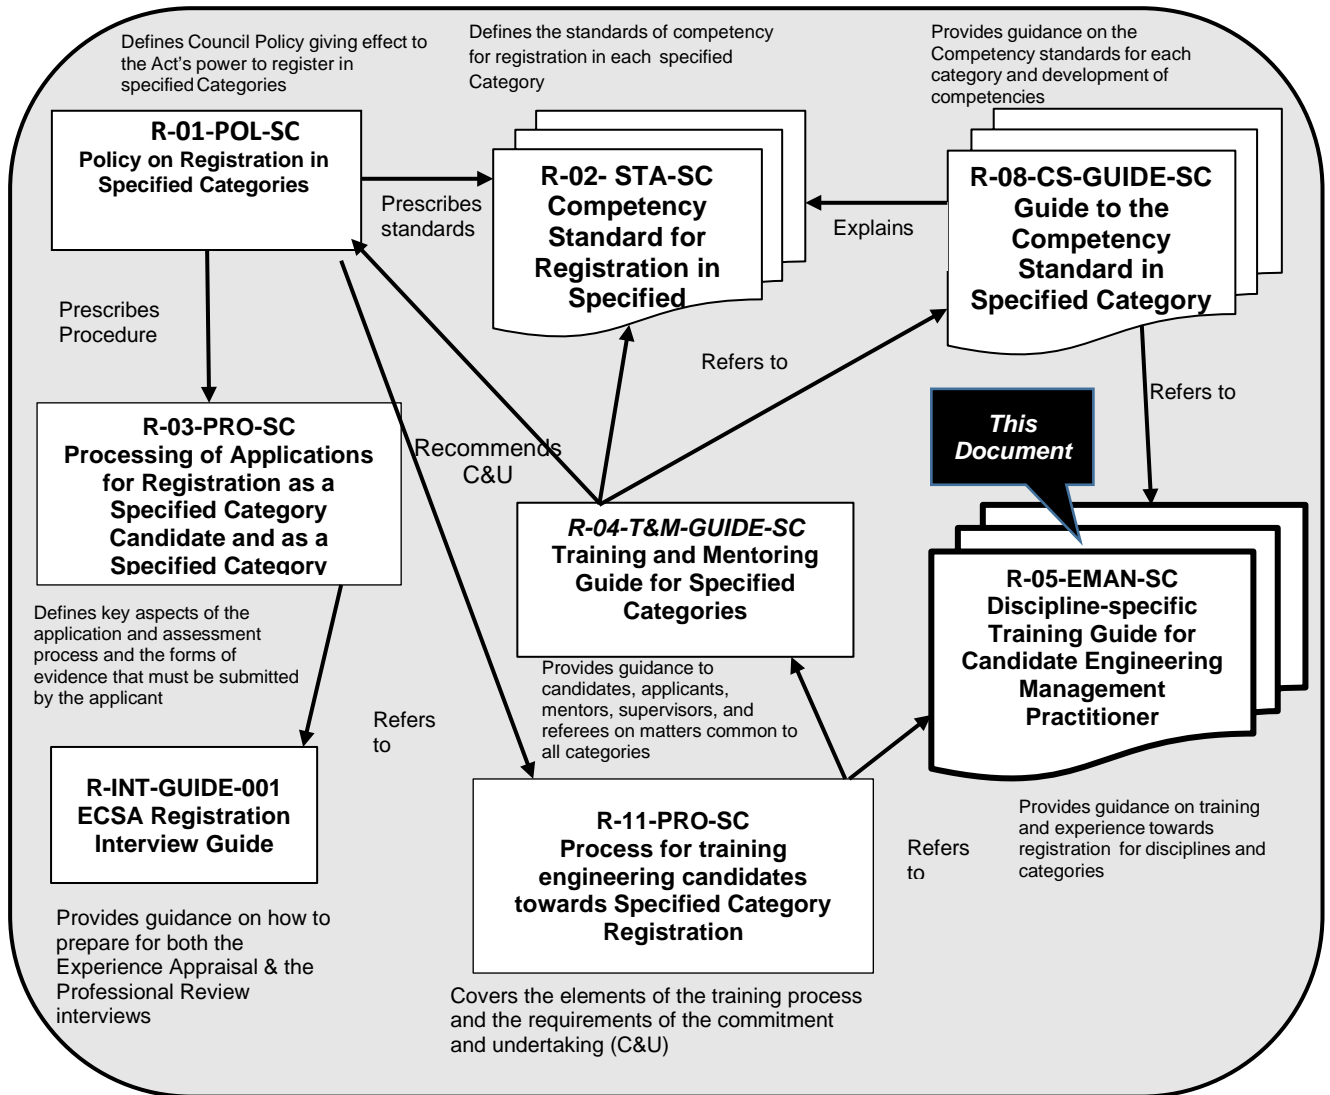 Defines Council Policy giving effect to
the Act's power to register in
specified Categories
Defines the standards of competency
for registration in each specified
Category
Provides guidance on the
Competency standards for each
category and development of
competencies
R-01-POL-SC
Policy on Registration in
Specified Categories
Prescribes
standards
R-02- STA-SC
Competency
Standard for
Registration in
Specified
Explains
R-08-CS-GUIDE-SC
Guide to the
Competency
Standard in
Specified Category
Prescribes
Procedure
Refers to
Refers to
This
Document
R-03-PRO-SC
Processing of Applications
for Registration as a
Specified Category
Candidate and as a
Specified Category
Recommends
C&U
R-04-T&M-GUIDE-SC
Training and Mentoring
Guide for Specified
Categories
R-05-EMAN-SC
Discipline-specific
Training Guide for
Candidate Engineering
Management
Practitioner
Defines key aspects of the
application and assessment
process and the forms of
evidence that must be submitted
by the applicant
Provides guidance to
candidates, applicants,
mentors, supervisors, and
referees on matters common to
all categories
Refers
to
R-INT-GUIDE-001
ECSA Registration
Interview Guide
R-11-PRO-SC
Process for training
engineering candidates
towards Specified Category
Registration
Refers
to
Provides guidance on training
and experience towards
registration for disciplines and
categories
Provides guidance on how to
prepare for both the
Experience Appraisal & the
Professional Review
interviews
Covers the elements of the training process
and the requirements of the commitment
and undertaking (C&U)